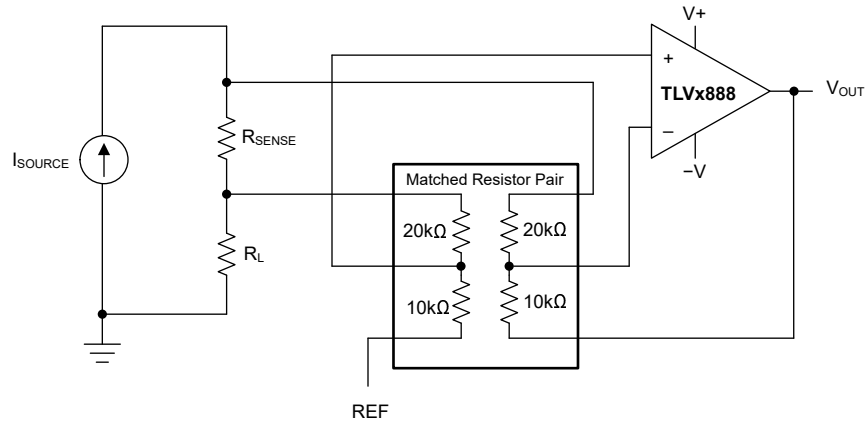 V+
+
TLVx888
VOUT
−
−V
RSENSE
ISOURCE
Matched Resistor Pair
20kΩ
20kΩ
RL
10kΩ
10kΩ
REF